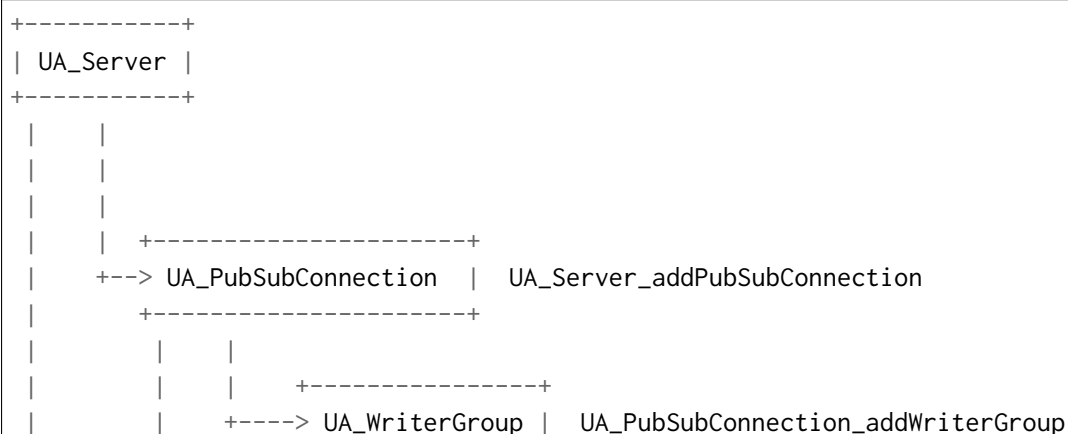 +-----------+
| UA_Server |
+-----------+
 |    |
 |    |
 |    |
 |    |  +----------------------+
 |    +--> UA_PubSubConnection  |  UA_Server_addPubSubConnection
 |       +----------------------+
 |        |    |
 |        |    |    +----------------+
 |        |    +----> UA_WriterGroup |  UA_PubSubConnection_addWriterGroup